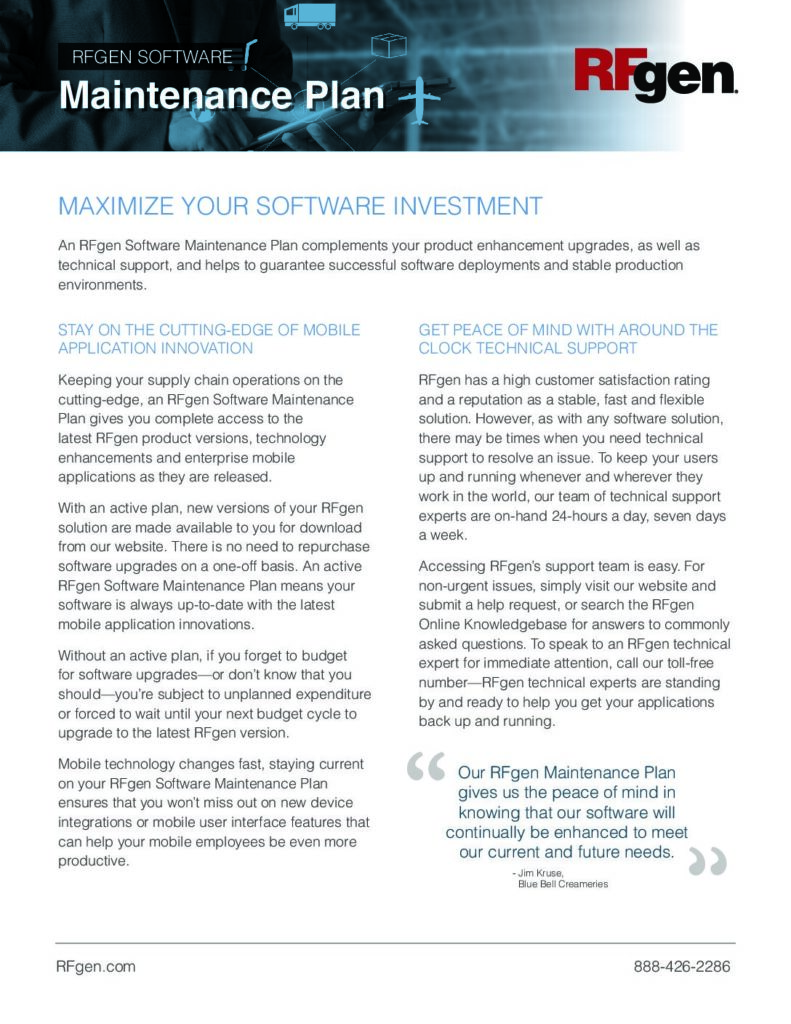 RFGEN SOFTWARE
Maintenance Plan
RFgen.
MAXIMIZE YOUR SOFTWARE INVESTMENT
An RFgen Software Maintenance Plan complements your product enhancement upgrades, as well as
technical support, and helps to guarantee successful software deployments and stable production
environments.
STAY ON THE CUTTING-EDGE OF MOBILE
APPLICATION INNOVATION
Keeping your supply chain operations on the
cutting-edge, an RFgen Software Maintenance
Plan gives you complete access to the
latest RFgen product versions, technology
enhancements and enterprise mobile
applications as they are released.
With an active plan, new versions of your RFgen
solution are made available to you for download
from our website. There is no need to repurchase
software upgrades on a one-off basis. An active
RFgen Software Maintenance Plan means your
software is always up-to-date with the latest
mobile application innovations.
Without an active plan, if you forget to budget
for software upgrades—or don’t know that you
should—you’re subject to unplanned expenditure
or forced to wait until your next budget cycle to
upgrade to the latest RFgen version.
Mobile technology changes fast, staying current
on your RFgen Software Maintenance Plan
ensures that you won’t miss out on new device
integrations or mobile user interface features that
can help your mobile employees be even more
productive.
GET PEACE OF MIND WITH AROUND THE
CLOCK TECHNICAL SUPPORT
RFgen has a high customer satisfaction rating
and a reputation as a stable, fast and flexible
solution. However, as with any software solution,
there may be times when you need technical
support to resolve an issue. To keep your users
up and running whenever and wherever they
work in the world, our team of technical support
experts are on-hand 24-hours a day, seven days
a week.
Accessing RFgen’s support team is easy. For
non-urgent issues, simply visit our website and
submit a help request, or search the RFgen
Online Knowledgebase for answers to commonly
asked questions. To speak to an RFgen technical
expert for immediate attention, call our toll-free
number—RFgen technical experts are standing
by and ready to help you get your applications
back up and running.
“ Our RFgen Maintenance Plan
gives us the peace of mind in
knowing that our software will
continually be enhanced to meet
our current and future needs. ”
- Jim Kruse,
Blue Bell Creameries
RFgen.com
888-426-2286